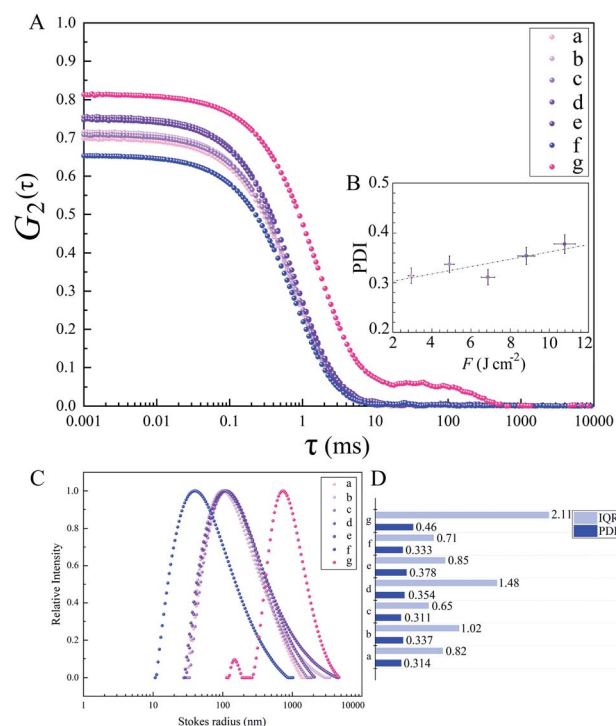 A
1.0
0.9
0.8
0.7
0.6
0.5
0.4
0.3
0.2
0.1
0.0
G2(τ)
0.001
0.01
0.1
1
10
100
1000
10000
τ (ms)
a
b
c
d
e
f
g
B
0.5
0.4
0.3
0.2
PDI
2
4
6
8
10
12
F (J cm-2)
C
1.0
0.8
0.6
0.4
0.2
0.0
Relative Intensity
1
10
100
1000
10000
Stokes radius (nm)
a
b
c
d
e
f
g
D
IQR
PDI
g
2.11
0.46
f
0.71
0.333
e
0.85
0.378
d
1.48
0.354
c
0.65
0.311
b
1.02
0.337
a
0.82
0.314